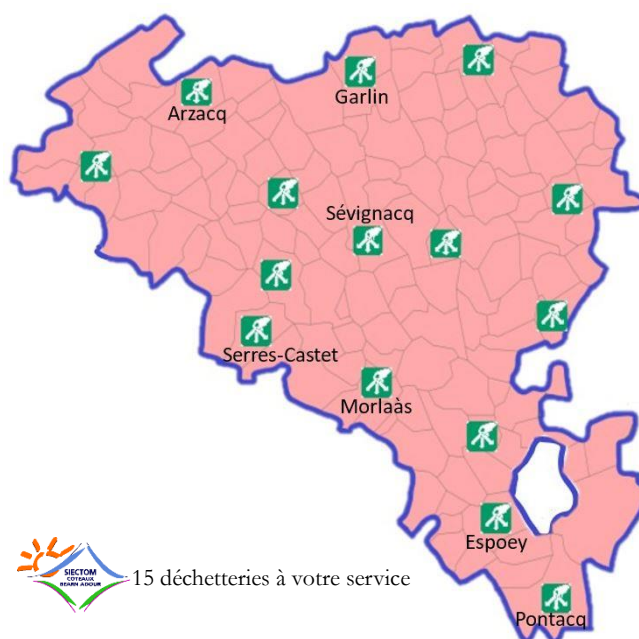 Arzacq
Garlin
Sévignacq
Serres-Castet
Morlaàs
Espoey
SIECTOM
COTEAUX
BEARN ADOUR
15 déchetteries à votre service
Pontacq